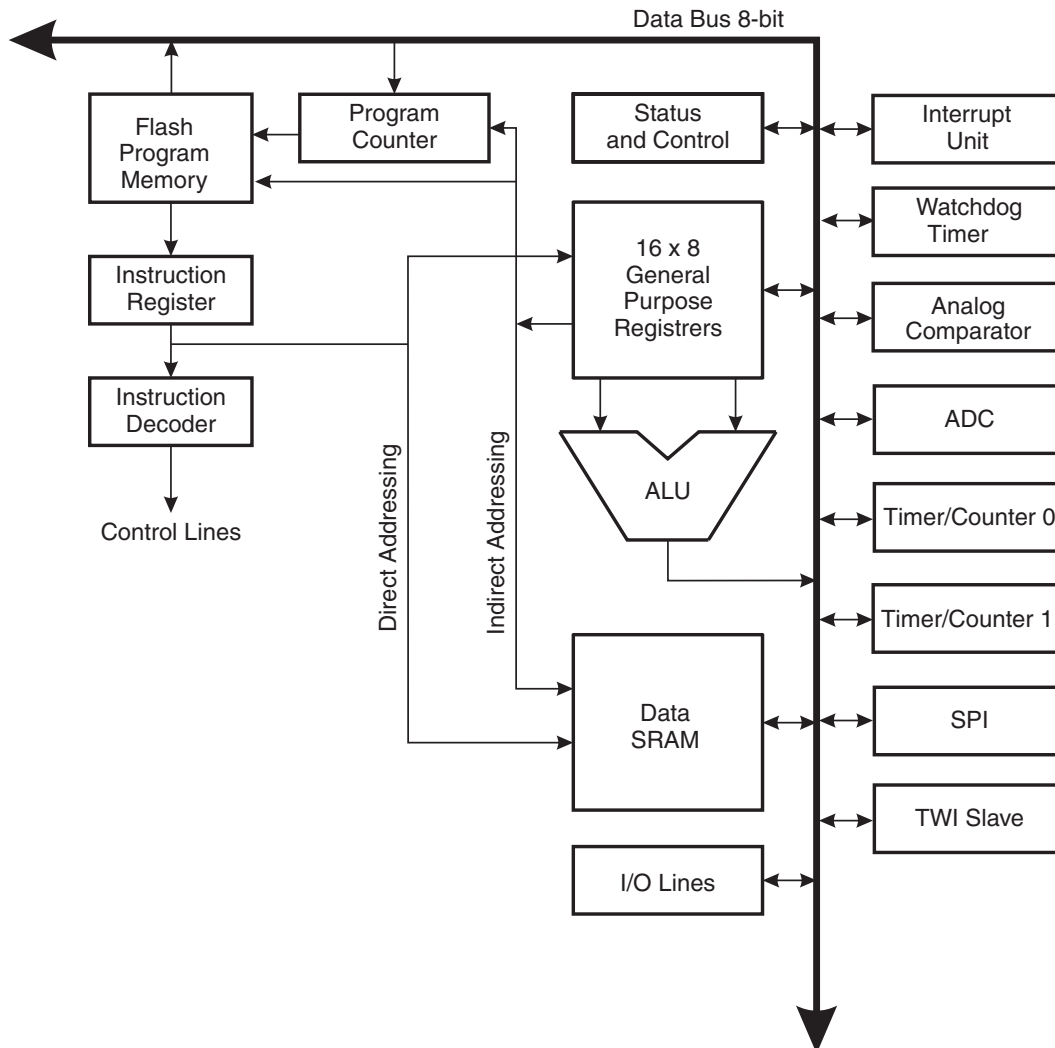 Data Bus 8-bit
Flash
Program
Memory
Program
Counter
Status
and Control
Interrupt
Unit
16 x 8
General
Purpose
Registrers
Watchdog
Timer
Instruction
Register
Analog
Comparator
Instruction
Decoder
ADC
Control Lines
Direct Addressing
Indirect Addressing
ALU
Timer/Counter 0
Timer/Counter 1
Data
SRAM
SPI
TWI Slave
I/O Lines